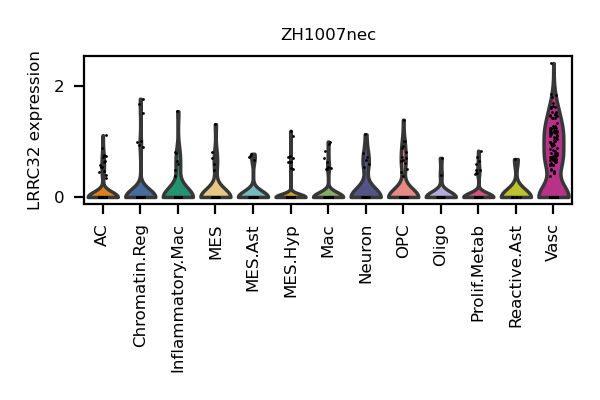 ZH1007nec
LRRC32 expression
2
0
AC
Chromatin.Reg
Inflammatory.Mac
MES
MES.Ast
MES.Hyp
Mac
Neuron
OPC
Oligo
Prolif.Metab
Reactive.Ast
Vasc